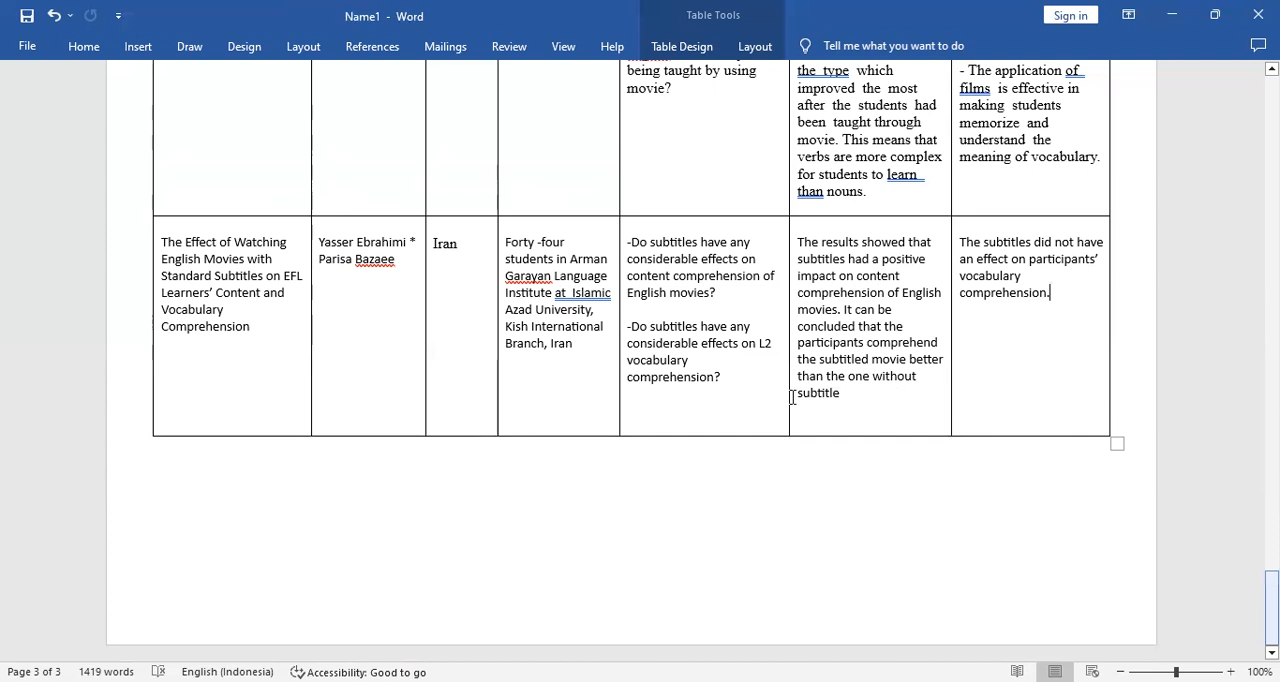 Name1 - Word
Table Tools
Sign in
File
Home
Insert
Draw
Design
Layout
References
Mailings
Review
View
Help
Table Design
Layout
Tell me what you want to do
being taught by using
movie?
the type which
improved the most
after the students had
been taught through
movie. This means that
verbs are more complex
for students to learn
than nouns.
- The application of
films is effective in
making students
memorize and
understand the
meaning of vocabulary.
The Effect of Watching
English Movies with
Standard Subtitles on EFL
Learners’ Content and
Vocabulary
Comprehension
Yasser Ebrahimi *
Parisa Bazaee
Iran
Forty -four
students in Arman
Garayan Language
Institute at Islamic
Azad University,
Kish International
Branch, Iran
-Do subtitles have any
considerable effects on
content comprehension of
English movies?
-Do subtitles have any
considerable effects on L2
vocabulary
comprehension?
The results showed that
subtitles had a positive
impact on content
comprehension of English
movies. It can be
concluded that the
participants comprehend
the subtitled movie better
than the one without
subtitle
The subtitles did not have
an effect on participants’
vocabulary
comprehension.
Page 3 of 3
1419 words
English (Indonesia)
Accessibility: Good to go
100%